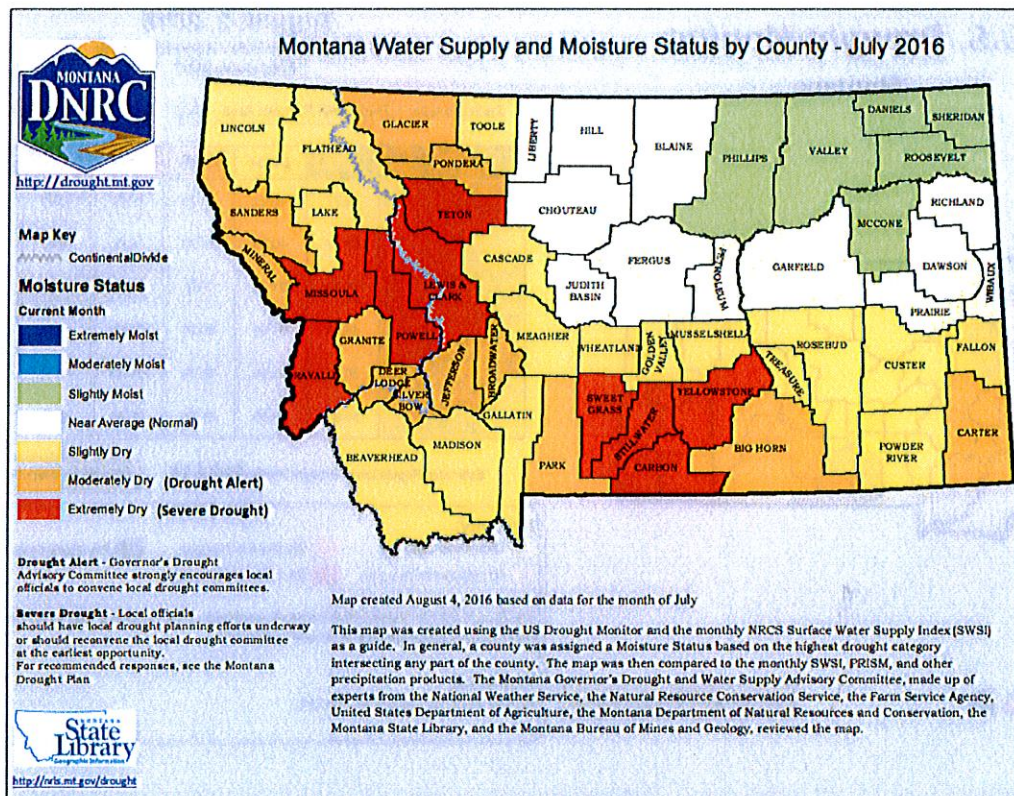 Montana Water Supply and Moisture Status by County - July 2016
MONTANA
DNRC
http://drought.mt.gov
Map Key
ContinentalDivide
Moisture Status
Current Month
Extremely Moist
Moderately Moist
Slightly Moist
Near Average (Normal)
Slightly Dry
Moderately Dry (Drought Alert)
Extremely Dry (Severe Drought)
Drought Alert - Governor's Drought
Advisory Committee strongly encourages local
officials to convene local drought committees.
Severe Drought - Local officials
should have local drought planning efforts underway
or should reconvene the local drought committee
at the earliest opportunity.
For recommended responses, see the Montana
Drought Plan
MONTANA
State
Library
Geographic Information
http://nris.mt.gov/drought
LINCOLN
FLATHEAD
GLACIER
TOOLE
LIBERTY
HILL
BLAINE
PHILLIPS
VALLEY
DANIELS
SHERIDAN
ROOSEVELT
PONDERA
SANDERS
LAKE
TETON
CHOUTEAU
MCCONE
RICHLAND
MINERAL
MISSOULA
LEWIS &
CLARK
CASCADE
JUDITH
BASIN
FERGUS
PETROLEUM
GARFIELD
DAWSON
WIBAUX
PRAIRIE
POWELL
GRANITE
RAVALLI
DEER
LODGE
SILVER
BOW
JEFFERSON
BROADWATER
MEAGHER
WHEATLAND
GOLDEN
VALLEY
MUSSELSHELL
ROSEBUD
TREASURE
CUSTER
FALLON
BEAVERHEAD
MADISON
GALLATIN
PARK
SWEET
GRASS
STILLWATER
YELLOWSTONE
CARBON
BIG HORN
POWDER
RIVER
CARTER
Map created August 4, 2016 based on data for the month of July
This map was created using the US Drought Monitor and the monthly NRCS Surface Water Supply Index (SWSI)
as a guide. In general, a county was assigned a Moisture Status based on the highest drought category
intersecting any part of the county. The map was then compared to the monthly SWSI, PRISM, and other
precipitation products. The Montana Governor's Drought and Water Supply Advisory Committee, made up of
experts from the National Weather Service, the Natural Resource Conservation Service, the Farm Service Agency,
United States Department of Agriculture, the Montana Department of Natural Resources and Conservation, the
Montana State Library, and the Montana Bureau of Mines and Geology, reviewed the map.